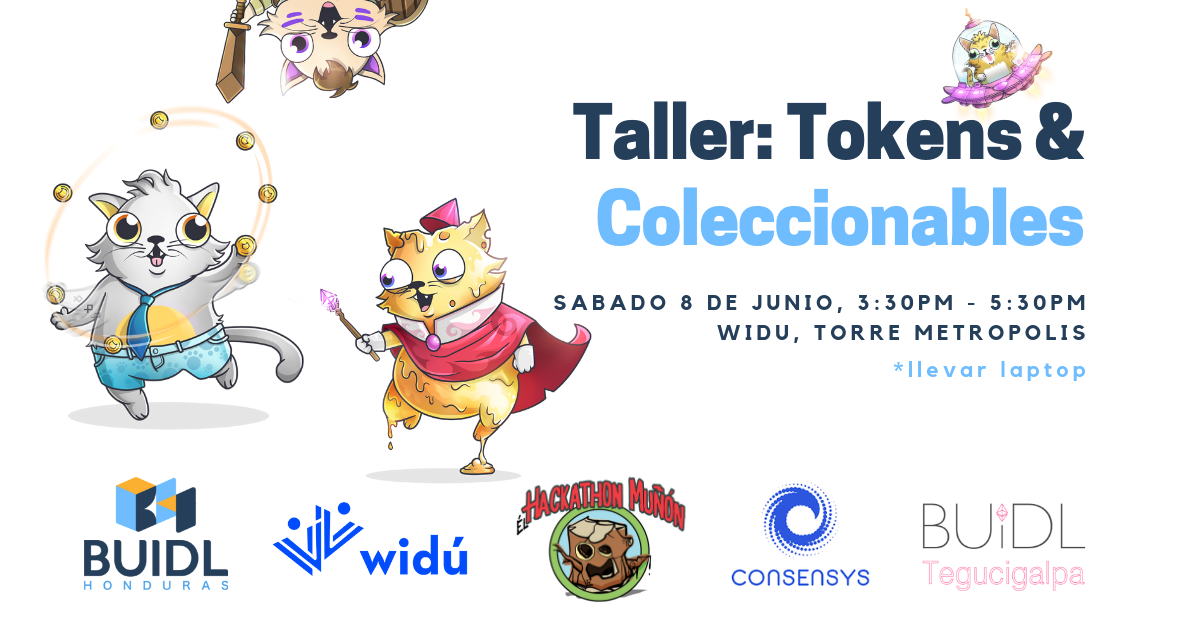 Taller: Tokens &
Coleccionables
SABADO 8 DE JUNIO, 3:30PM - 5:30PM
WIDU, TORRE METROPOLIS
*llevar laptop
BUIDL
HONDURAS
widú
ÉL HACKATHON MUÑÓN
CONSENSYS
BUiDL
Tegucigalpa